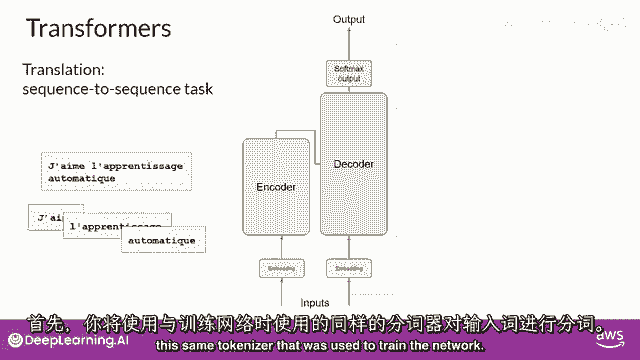 Transformers
Translation:
sequence-to-sequence task
J'aime l'apprentissage
automatique
J'ai
l'apprentissage
automatique
Output
Softmax
output
Encoder
Decoder
Embedding
Embedding
Inputs
首先，你将使用与训练网络时使用的同样的分词器对输入词进行分词。
this same tokenizer that was used to train the network.
DeepLearning.AI
aws